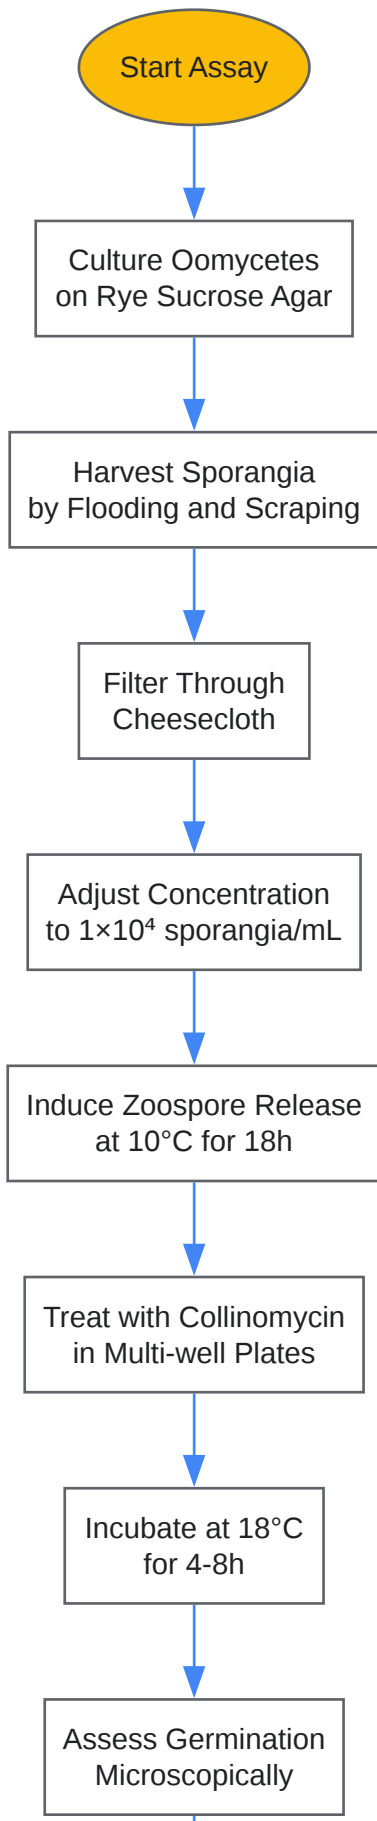 Start Assay
Culture Oomycetes
on Rye Sucrose Agar
Harvest Sporangia
by Flooding and Scraping
Filter Through
Cheesecloth
Adjust Concentration
to 1×10⁴ sporangia/mL
Induce Zoospore Release
at 10°C for 18h
Treat with Collinomycin
in Multi-well Plates
Incubate at 18°C
for 4-8h
Assess Germination
Microscopically